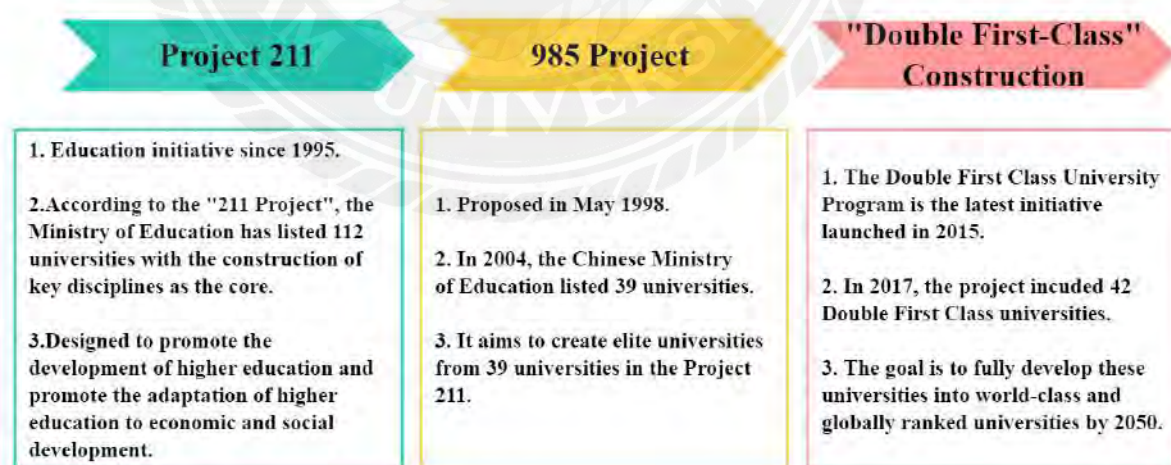 Project 211
1. Education initiative since 1995.
2.According to the "211 Project", the
Ministry of Education has listed 112
universities with the construction of
key disciplines as the core.
3.Designed to promote the
development of higher education and
promote the adaptation of higher
education to economic and social
development.
985 Project
1. Proposed in May 1998.
2. In 2004, the Chinese Ministry
of Education listed 39 universities.
3. It aims to create elite universities
from 39 universities in the Project
211.
"Double First-Class"
Construction
1. The Double First Class University
Program is the latest initiative
launched in 2015.
2. In 2017, the project incuded 42
Double First Class universities.
3. The goal is to fully develop these
universities into world-class and
globally ranked universities by 2050.
UNIVERSITY